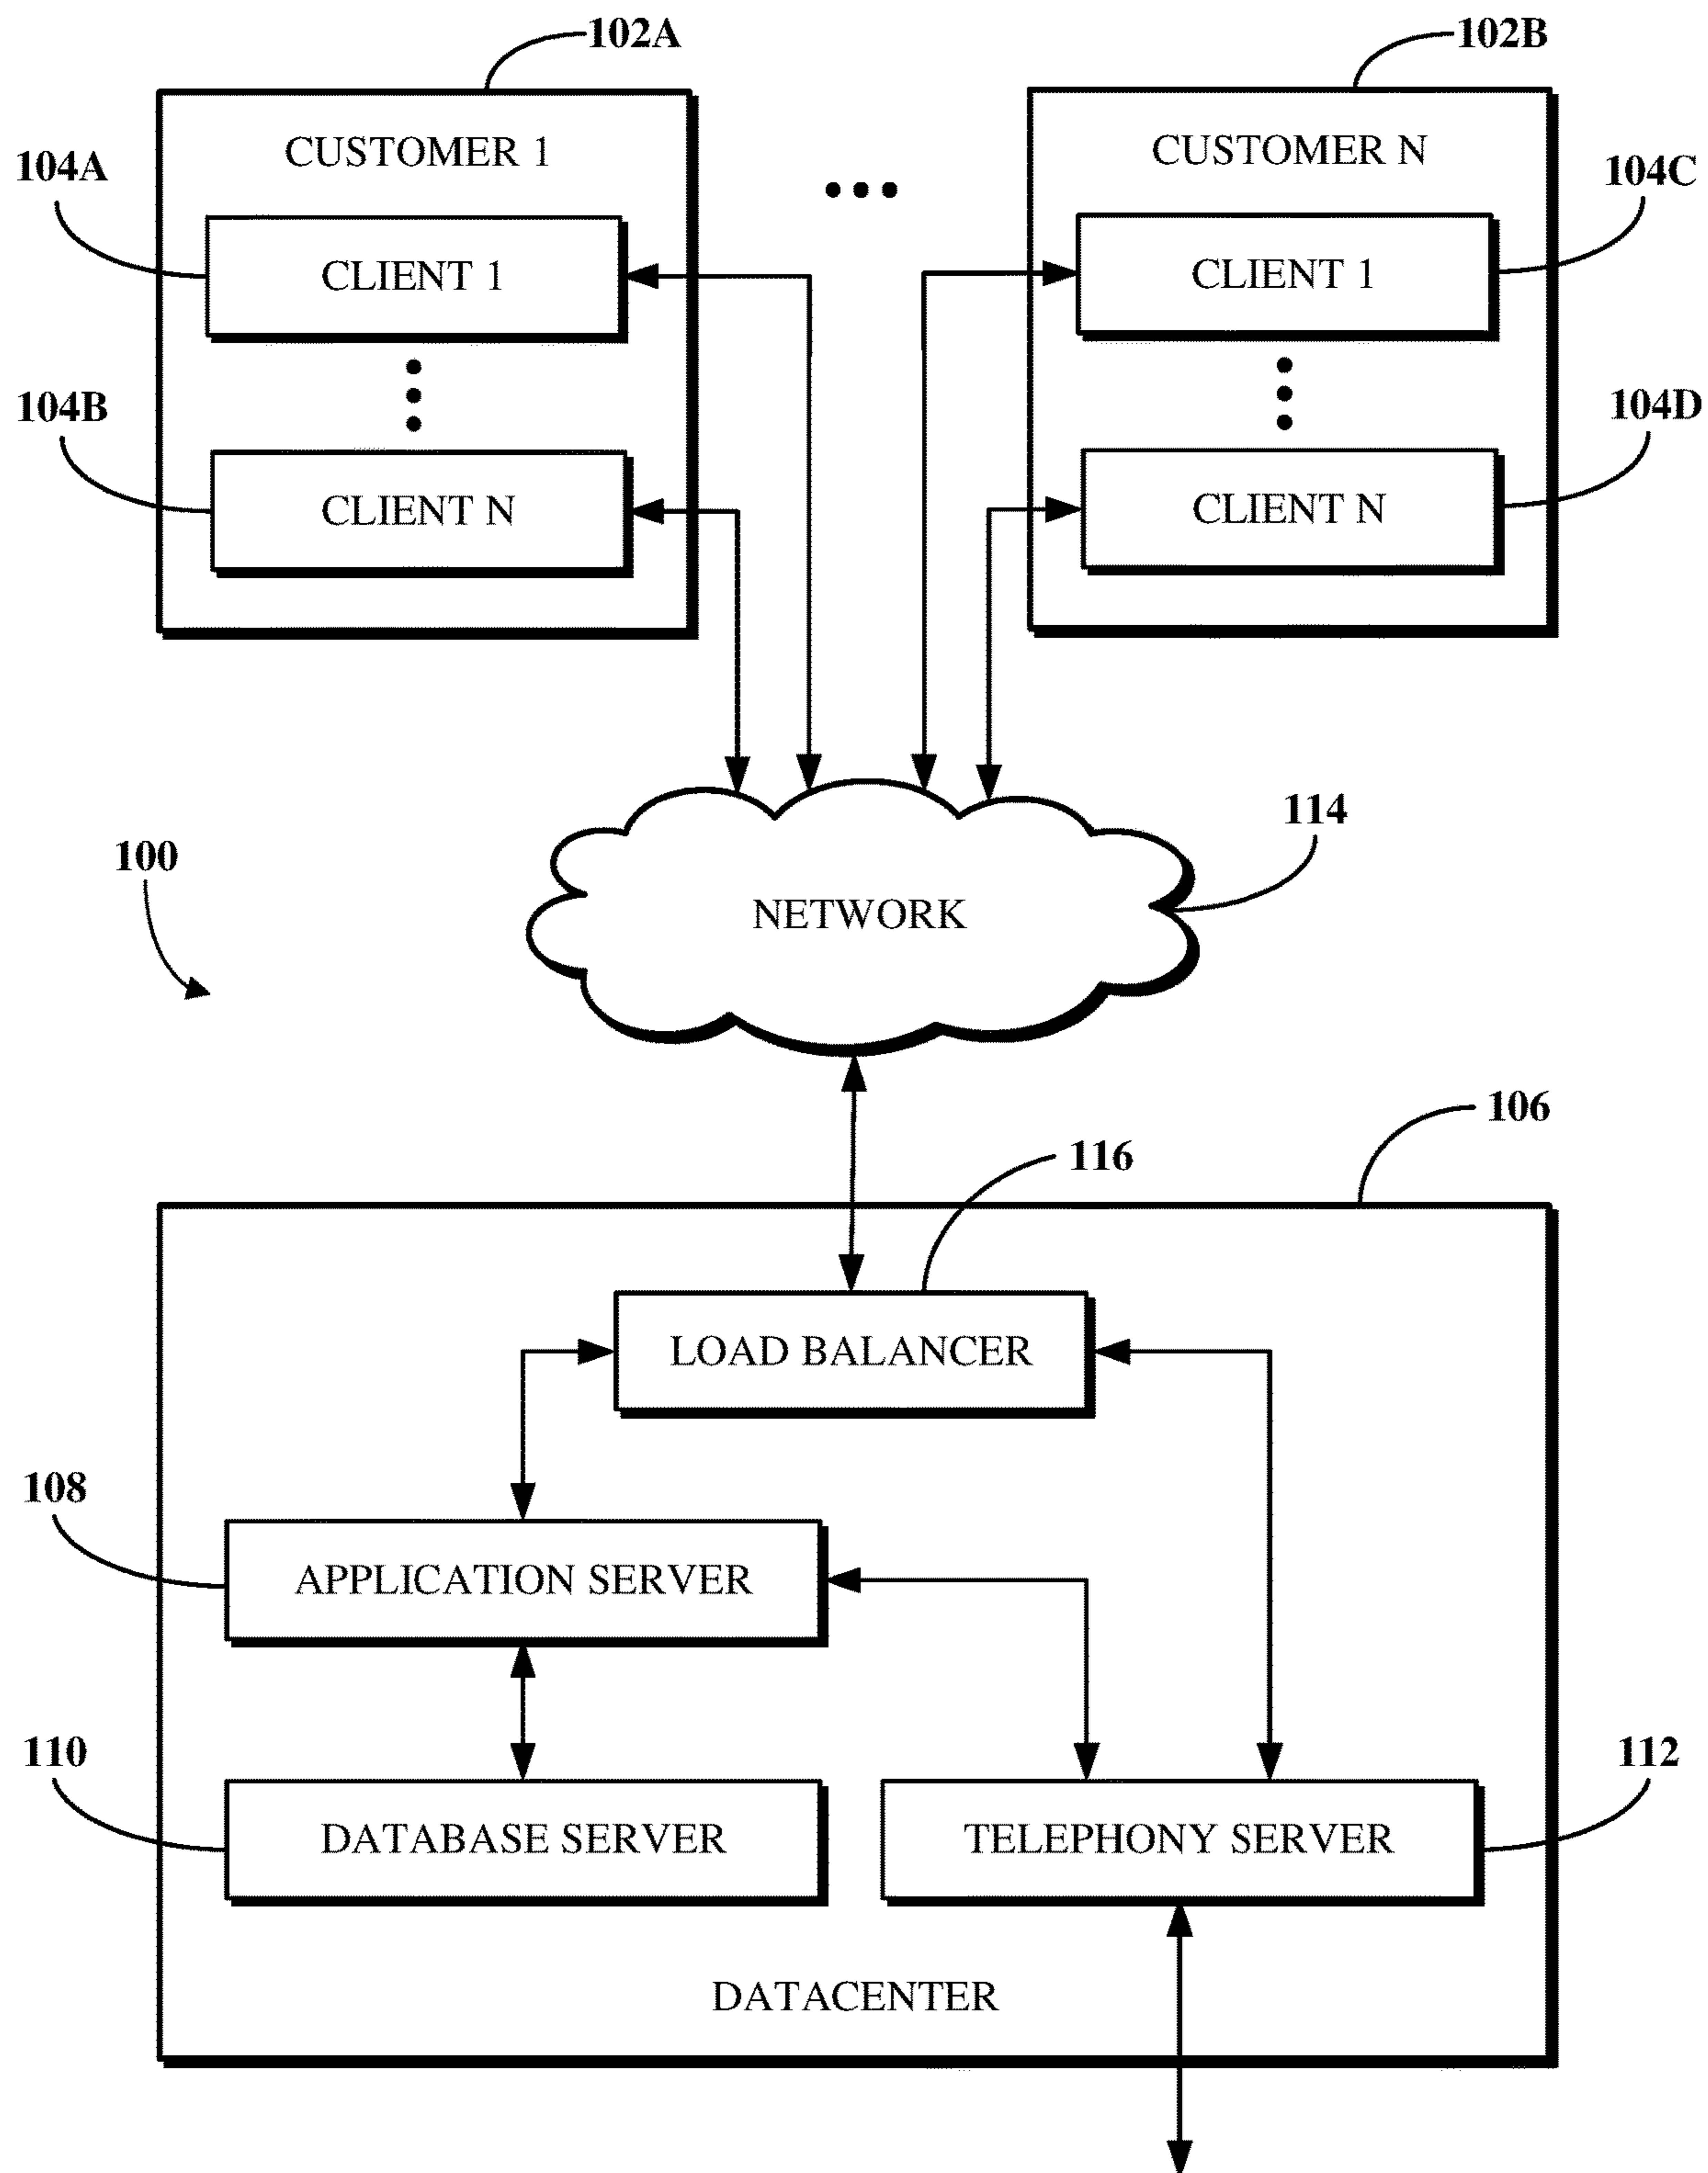 102A
102B
CUSTOMER 1
CUSTOMER N
104A
104C
CLIENT 1
CLIENT 1
104B
104D
CLIENT N
CLIENT N
114
100
NETWORK
106
116
LOAD BALANCER
108
APPLICATION SERVER
110
112
DATABASE SERVER
TELEPHONY SERVER
DATACENTER